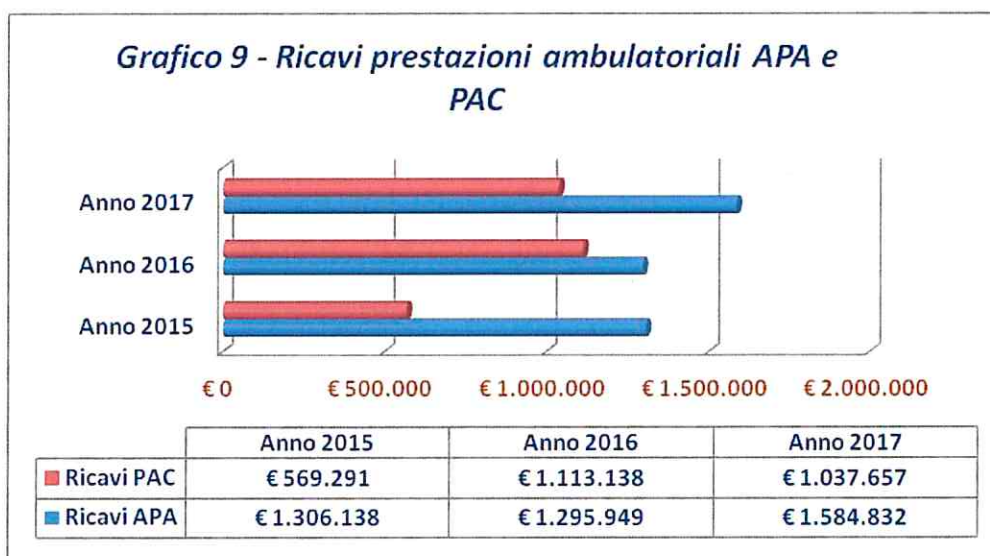 Grafico 9 - Ricavi prestazioni ambulatoriali APA e
PAC
Anno 2017
Anno 2016
Anno 2015
€ 0 € 500.000 € 1.000.000 € 1.500.000 € 2.000.000
Anno 2015 Anno 2016 Anno 2017
Ricavi PAC € 569.291 € 1.113.138 € 1.037.657
Ricavi APA € 1.306.138 € 1.295.949 € 1.584.832